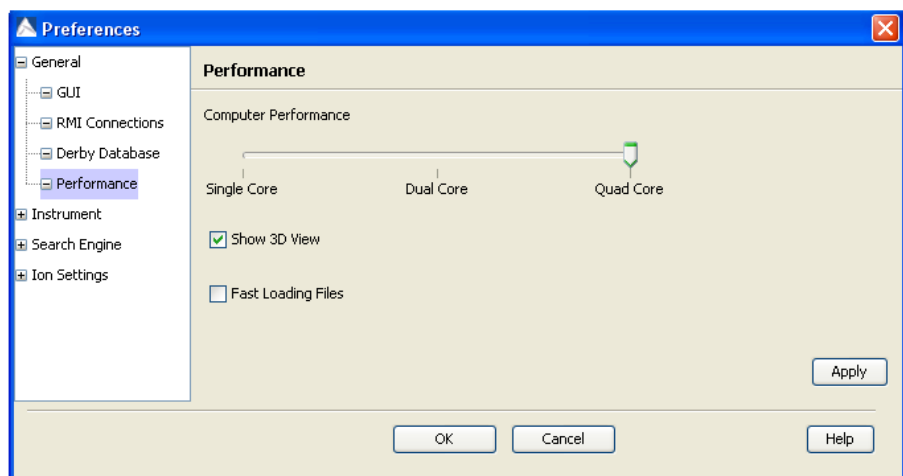 Preferences
General
GUI
RMI Connections
Derby Database
Performance
Instrument
Search Engine
Ion Settings
Performance
Computer Performance
Single Core Dual Core Quad Core
Show 3D View
Fast Loading Files
Apply
OK Cancel Help